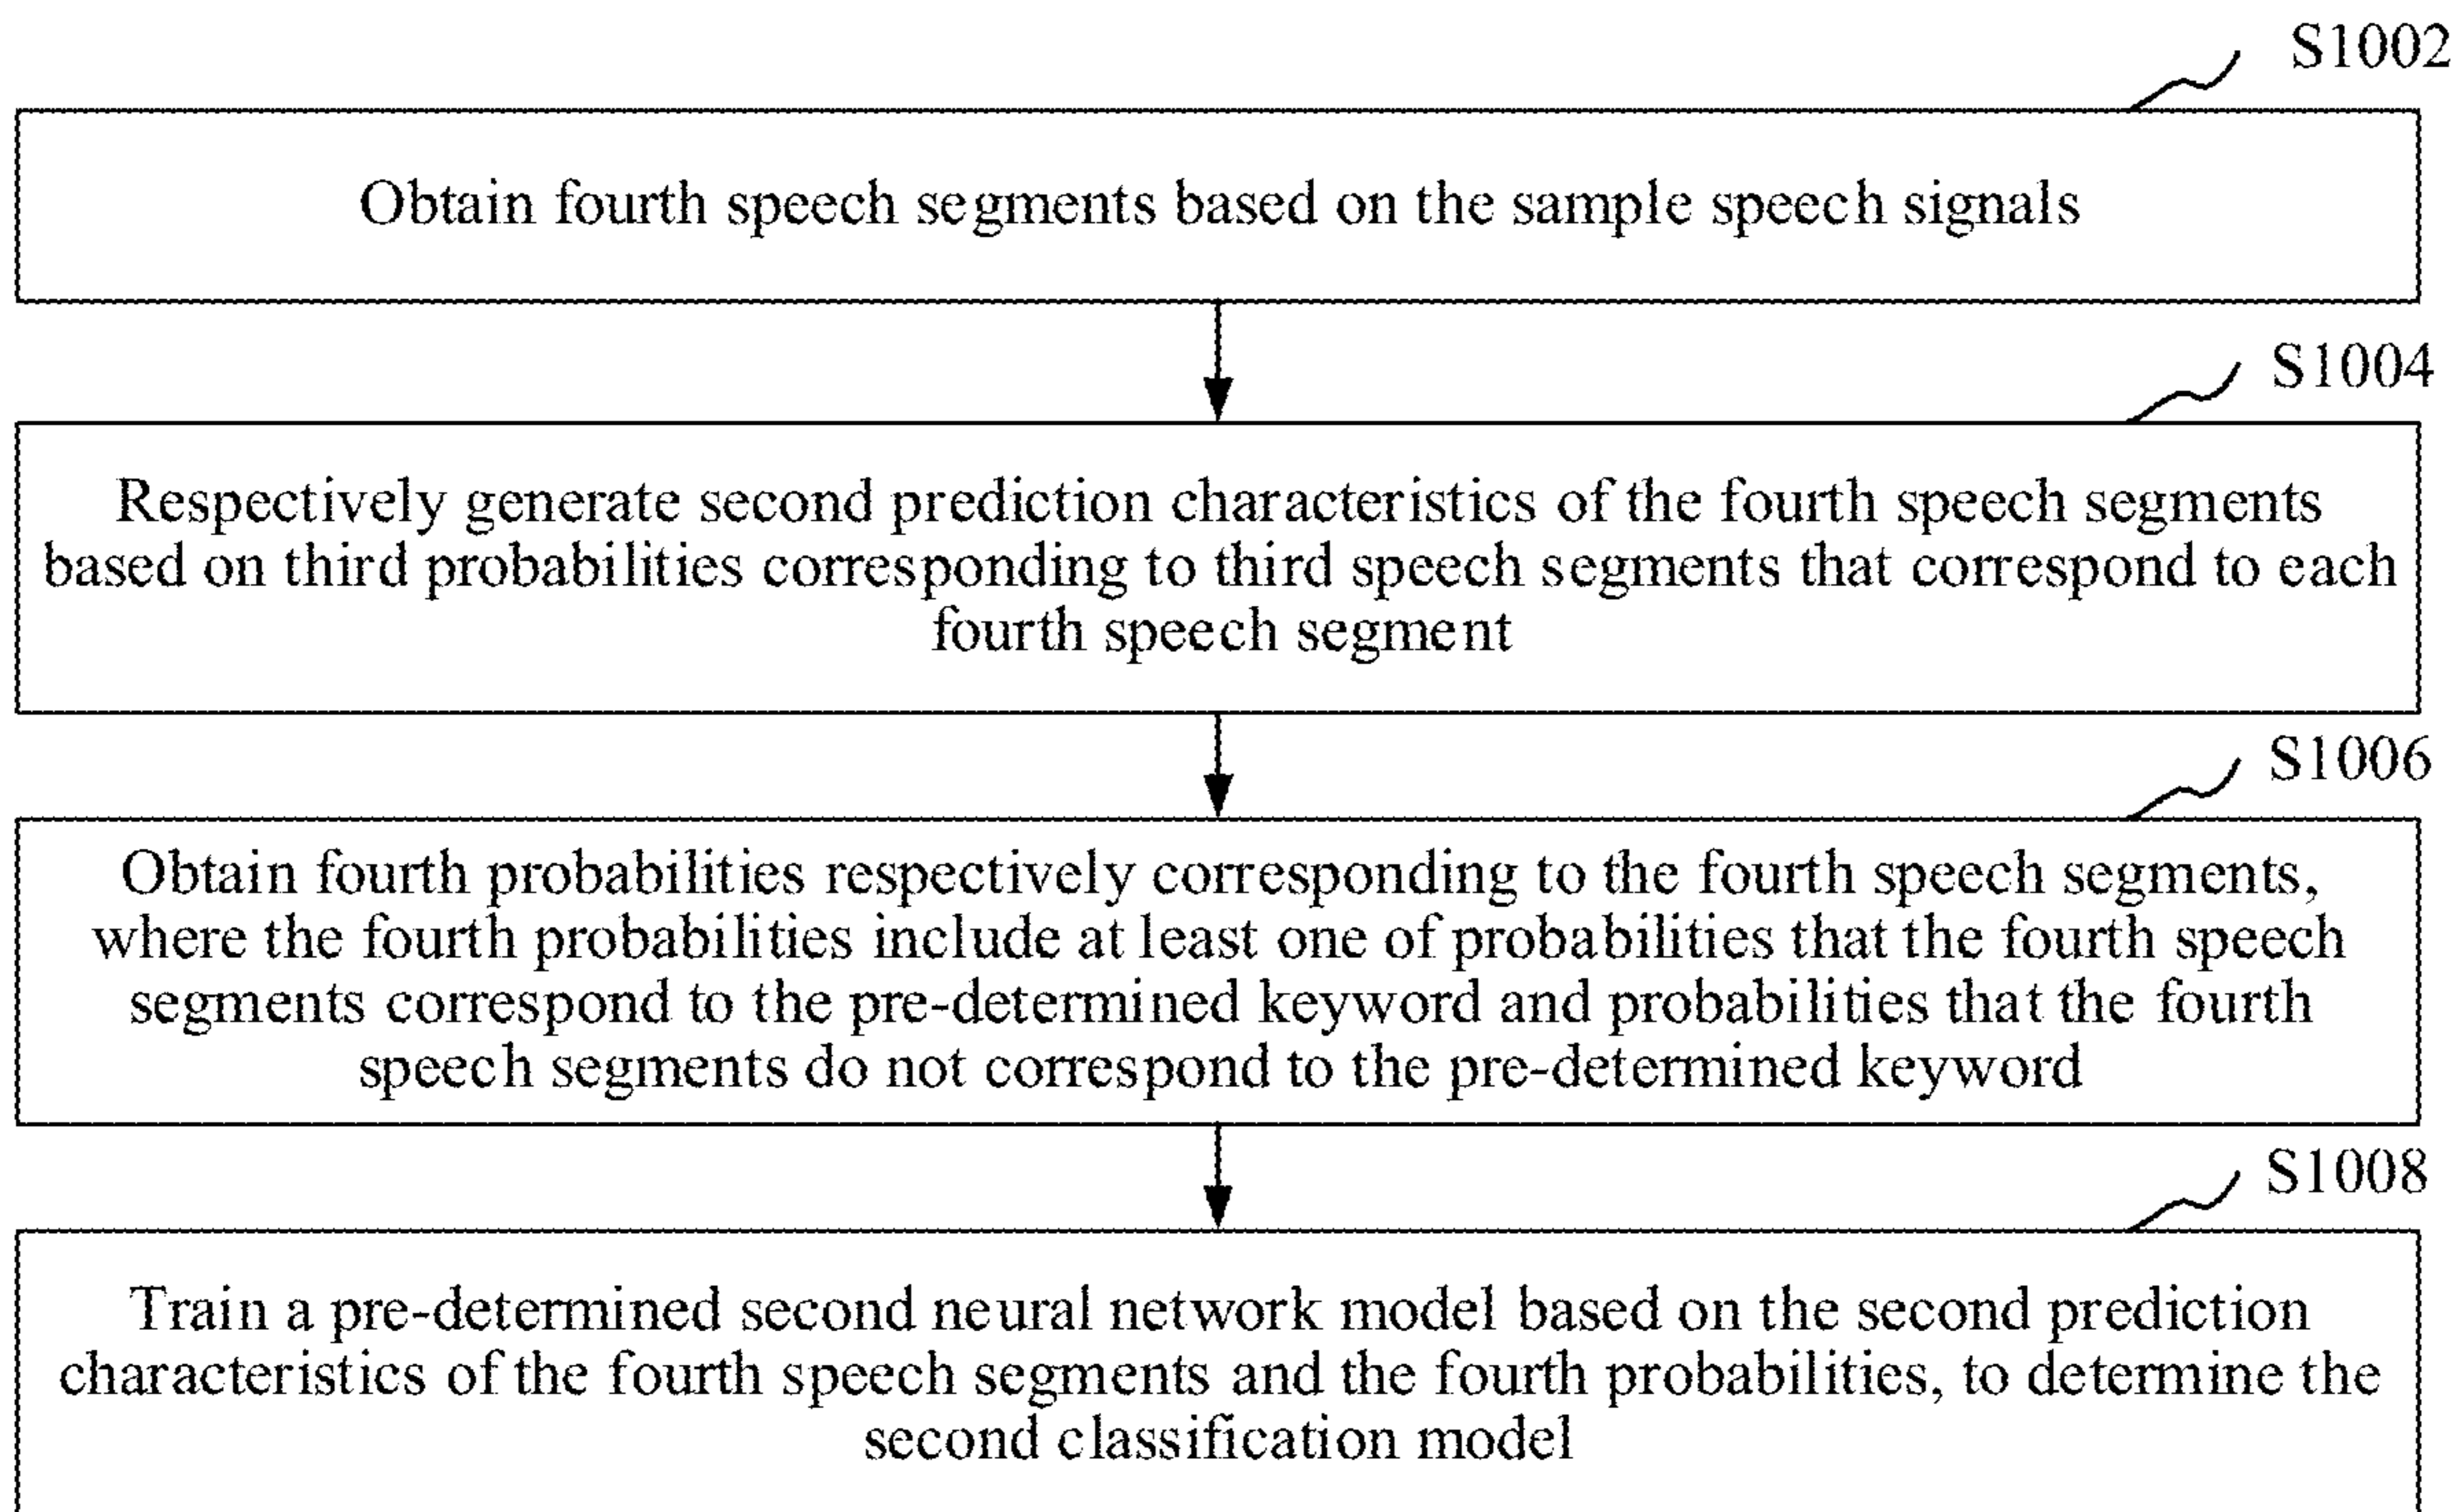 S1002
Obtain fourth speech segments based on the sample speech signals
S1004
Respectively generate second prediction characteristics of the fourth speech segments
based on third probabilities corresponding to third speech segments that correspond to each
fourth speech segment
S1006
Obtain fourth probabilities respectively corresponding to the fourth speech segments,
where the fourth probabilities include at least one of probabilities that the fourth speech
segments correspond to the pre-determined keyword and probabilities that the fourth
speech segments do not correspond to the pre-determined keyword
S1008
Train a pre-determined second neural network model based on the second prediction
characteristics of the fourth speech segments and the fourth probabilities, to determine the
second classification model